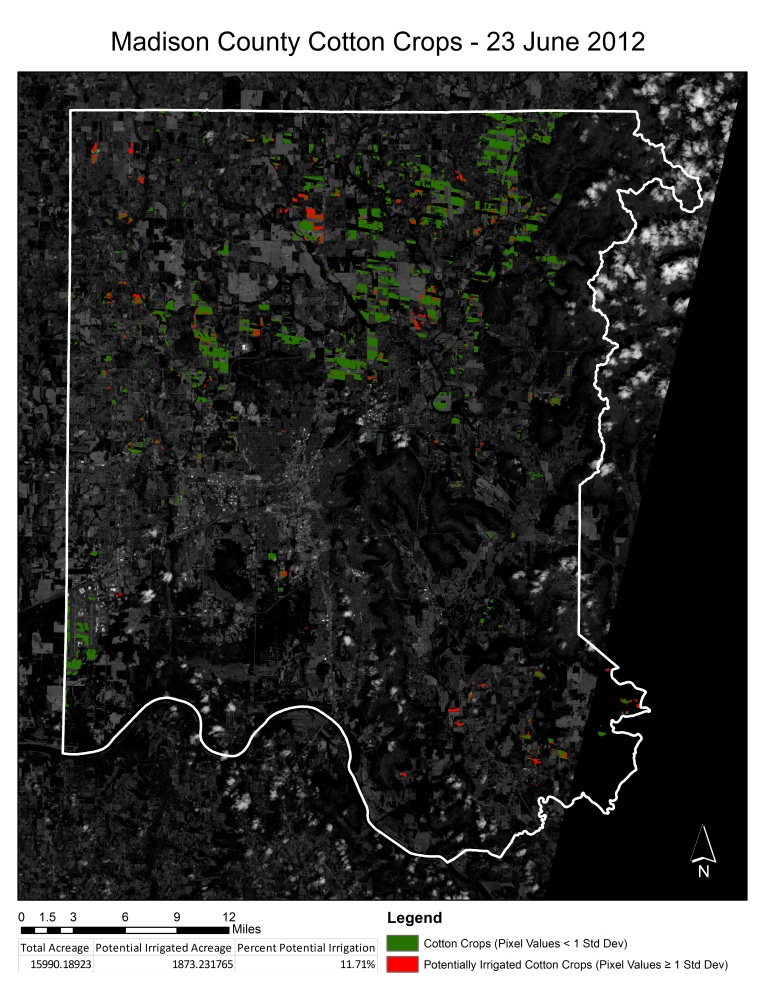 Madison County Cotton Crops - 23 June 2012
N
0 1.5 3 6 9 12
Miles
Total Acreage Potential Irrigated Acreage Percent Potential Irrigation
15990.18923 1873.231765 11.71%
Legend
Cotton Crops (Pixel Values < 1 Std Dev)
Potentially Irrigated Cotton Crops (Pixel Values ≥ 1 Std Dev)